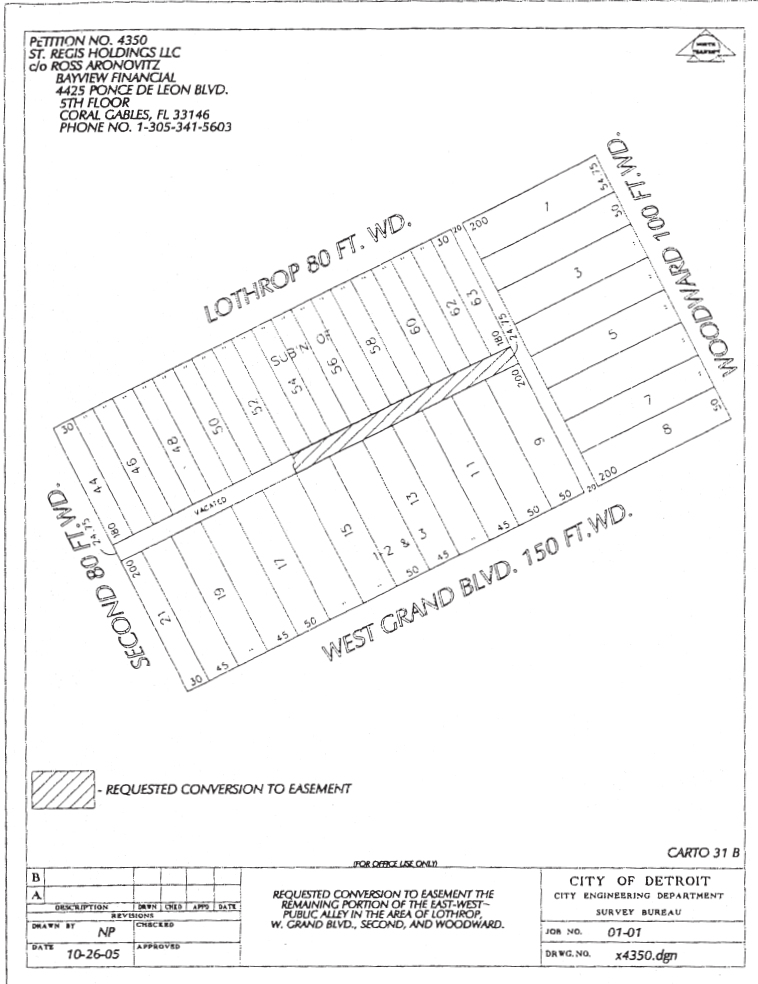 PETITION NO. 4350
ST. REGIS HOLDINGS LLC
c/o ROSS ARONOVITZ
BAYVIEW FINANCIAL
4425 PONCE DE LEON BLVD.
5TH FLOOR
CORAL GABLES, FL 33146
PHONE NO. 1-305-341-5603
NORTH
LOTHROP 80 FT. WD.
WOODWARD 100 FT.WD.
SECOND 80 FT.WD.
WEST GRAND BLVD. 150 FT.WD.
30 " " " " " " " " " " " 30 20 200
44 46 48 50 52 54 56 58 60 62 63
SUB'N. OF
180 24.75
180 24.75
VACATED
200
200
54.75
50
" " " " "
50
1
3
5
7
8
20 200
21 19 17 15 13 11 9
1-2 & 3
30 45 " 45 50 " " 50 45 " 45 50 50
- REQUESTED CONVERSION TO EASEMENT
CARTO 31 B
(FOR OFFICE USE ONLY)
B
A
DESCRIPTION DRWN CHKD APPD DATE
REVISIONS
DRAWN BY NP
CHECKED
DATE 10-26-05
APPROVED
REQUESTED CONVERSION TO EASEMENT THE
REMAINING PORTION OF THE EAST-WEST
PUBLIC ALLEY IN THE AREA OF LOTHROP,
W. GRAND BLVD., SECOND, AND WOODWARD.
CITY OF DETROIT
CITY ENGINEERING DEPARTMENT
SURVEY BUREAU
JOB NO. 01-01
DRWG. NO. x4350.dgn